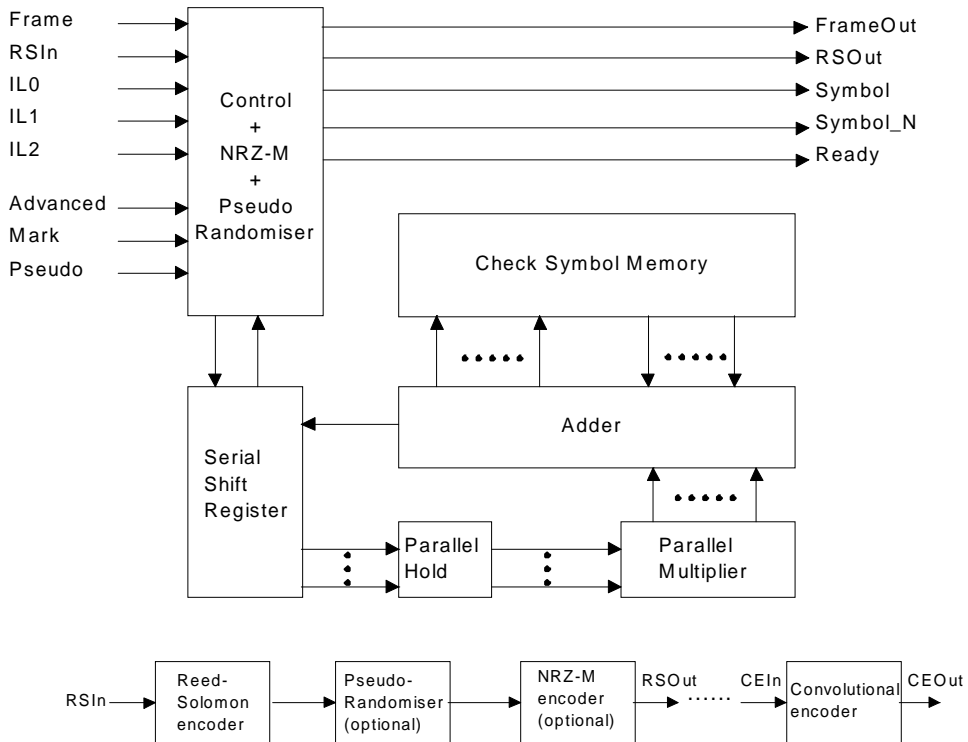 Frame
RSIn
IL0
IL1
IL2
Advanced
Mark
Pseudo
Control
+
NRZ-M
+
Pseudo
Randomiser
FrameOut
RSOut
Symbol
Symbol_N
Ready
Check Symbol Memory
Adder
Serial
Shift
Register
Parallel
Hold
Parallel
Multiplier
RSIn
Reed-
Solomon
encoder
Pseudo-
Randomiser
(optional)
NRZ-M
encoder
(optional)
RSOut
......
CEIn
Convolutional
encoder
CEOut